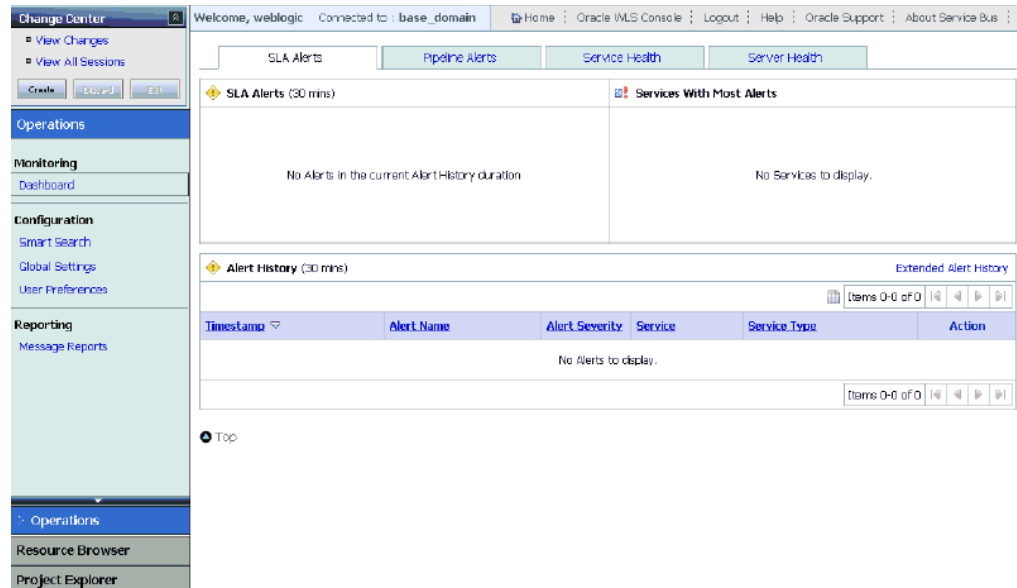 Change Center
View Changes
View All Sessions
Create Discard Exit
Operations
Monitoring
Dashboard
Configuration
Smart Search
Global Settings
User Preferences
Reporting
Message Reports
Operations
Resource Browser
Project Explorer
Welcome, weblogic Connected to : base_domain Home Oracle WLS Console Logout Help Oracle Support About Service Bus
SLA Alerts Pipeline Alerts Service Health Server Health
SLA Alerts (30 mins) Services With Most Alerts
No Alerts in the current Alert History duration No Services to display.
Alert History (30 mins) Extended Alert History
Items 0-0 of 0
Timestamp Alert Name Alert Severity Service Service Type Action
No Alerts to display.
Items 0-0 of 0
Top